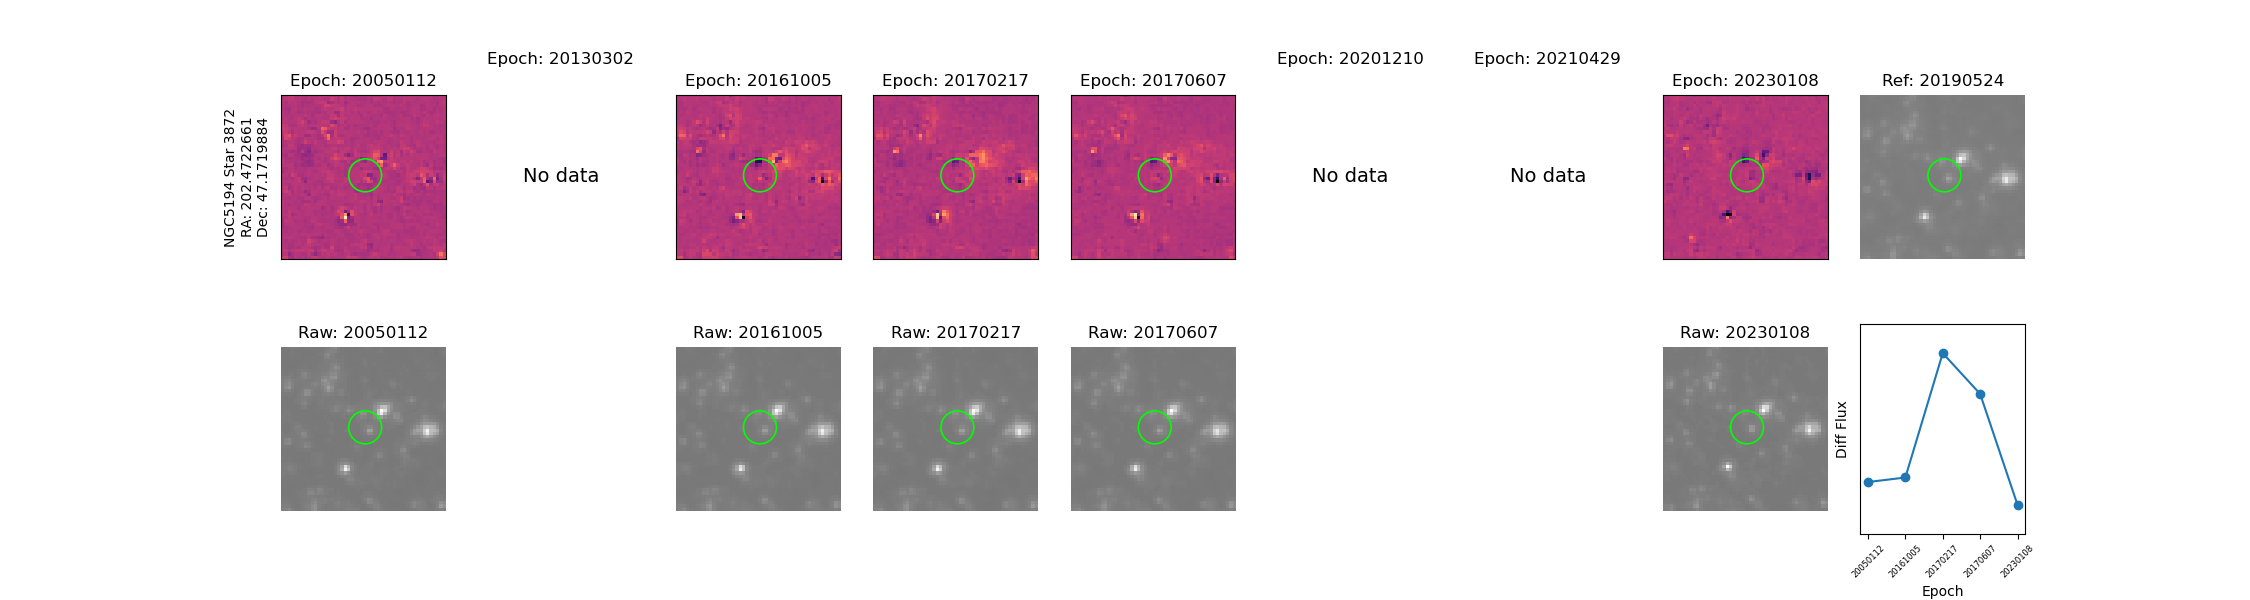 NGC5194 Star 3872
RA: 202.4722661
Dec: 47.1719884
Epoch: 20050112
Epoch: 20130302
No data
Epoch: 20161005
Epoch: 20170217
Epoch: 20170607
Epoch: 20201210
No data
Epoch: 20210429
No data
Epoch: 20230108
Ref: 20190524
Raw: 20050112
Raw: 20161005
Raw: 20170217
Raw: 20170607
Raw: 20230108
Diff Flux
20050112
20161005
20170217
20170607
20230108
Epoch